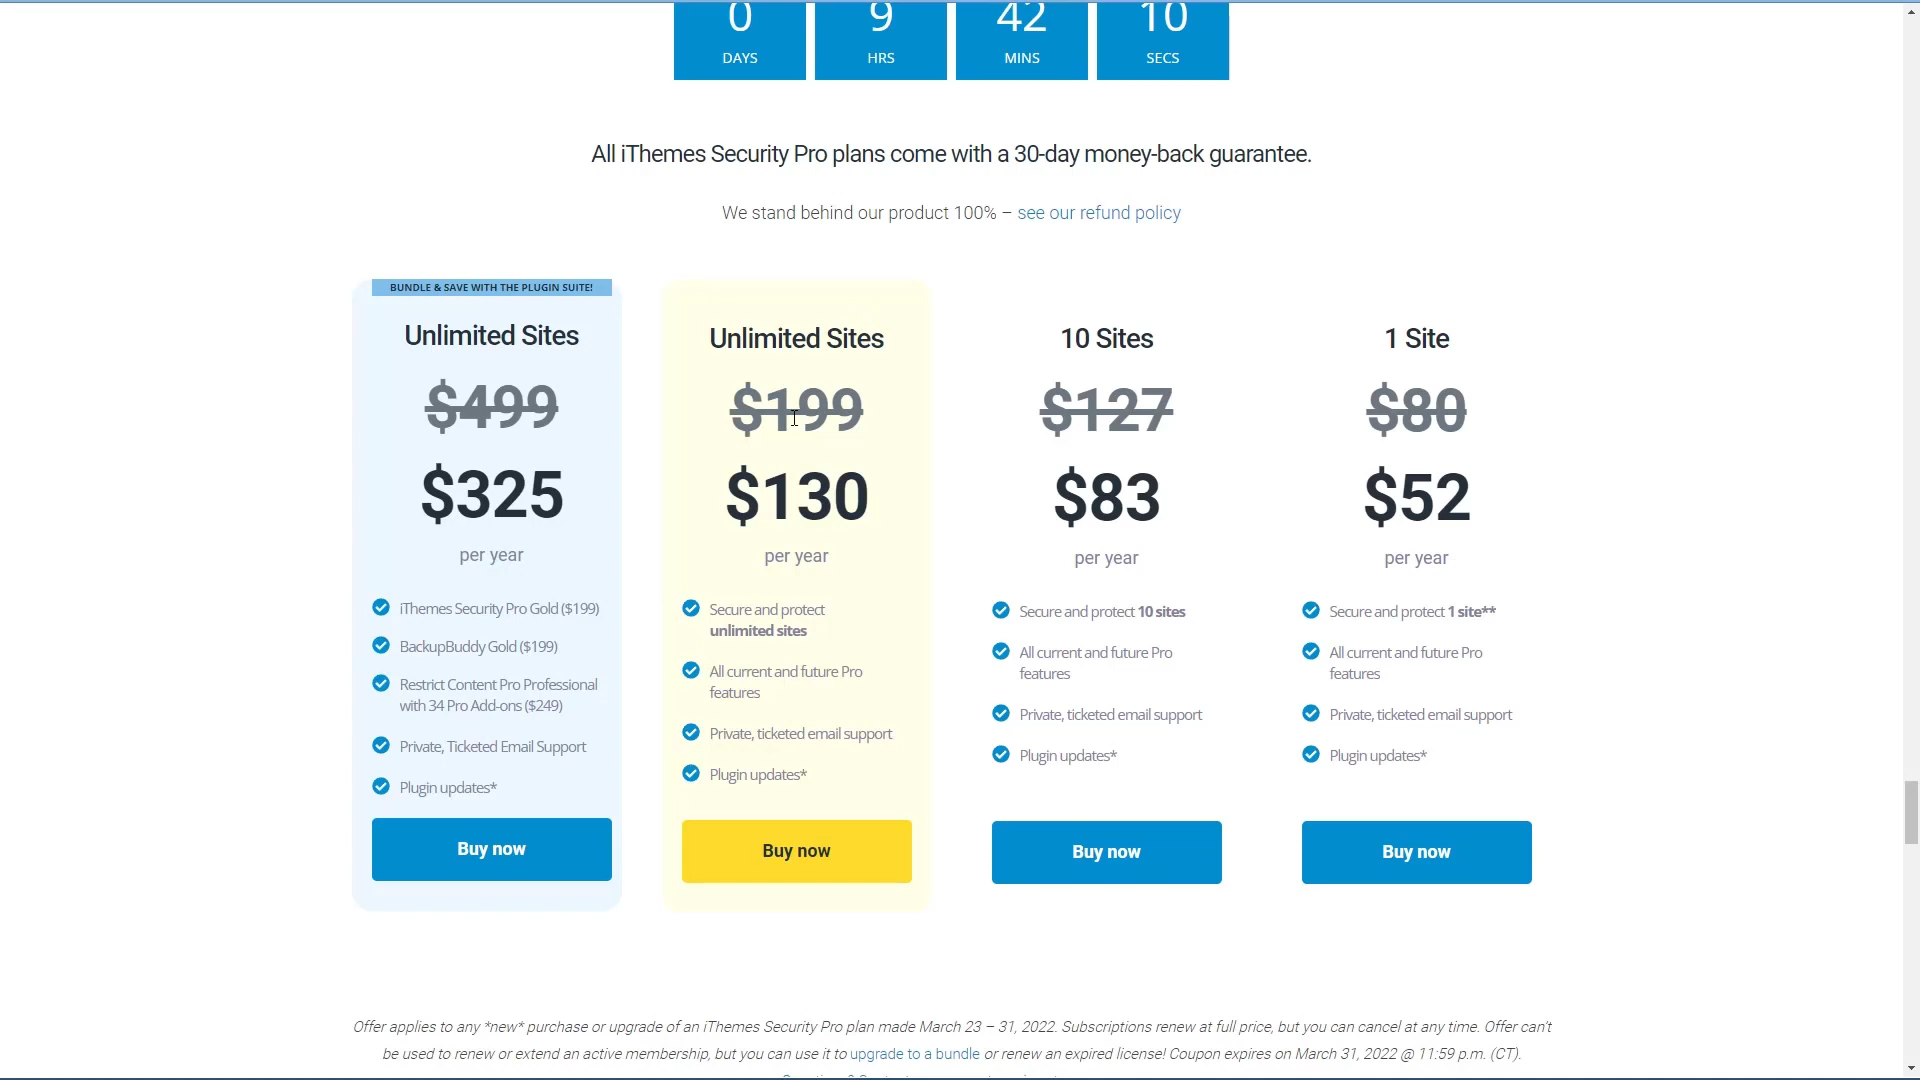 0 9 42 10
DAYS HRS MINS SECS
All iThemes Security Pro plans come with a 30-day money-back guarantee.
We stand behind our product 100% – see our refund policy
BUNDLE & SAVE WITH THE PLUGIN SUITE!
Unlimited Sites
$499
$325
per year
iThemes Security Pro Gold ($199)
BackupBuddy Gold ($199)
Restrict Content Pro Professional
with 34 Pro Add-ons ($249)
Private, Ticketed Email Support
Plugin updates*
Buy now
Unlimited Sites
$199
$130
per year
Secure and protect
unlimited sites
All current and future Pro
features
Private, ticketed email support
Plugin updates*
Buy now
10 Sites
$127
$83
per year
Secure and protect 10 sites
All current and future Pro
features
Private, ticketed email support
Plugin updates*
Buy now
1 Site
$80
$52
per year
Secure and protect 1 site**
All current and future Pro
features
Private, ticketed email support
Plugin updates*
Buy now
Offer applies to any *new* purchase or upgrade of an iThemes Security Pro plan made March 23 – 31, 2022. Subscriptions renew at full price, but you can cancel at any time. Offer can't
be used to renew or extend an active membership, but you can use it to upgrade to a bundle or renew an expired license! Coupon expires on March 31, 2022 @ 11:59 p.m. (CT).